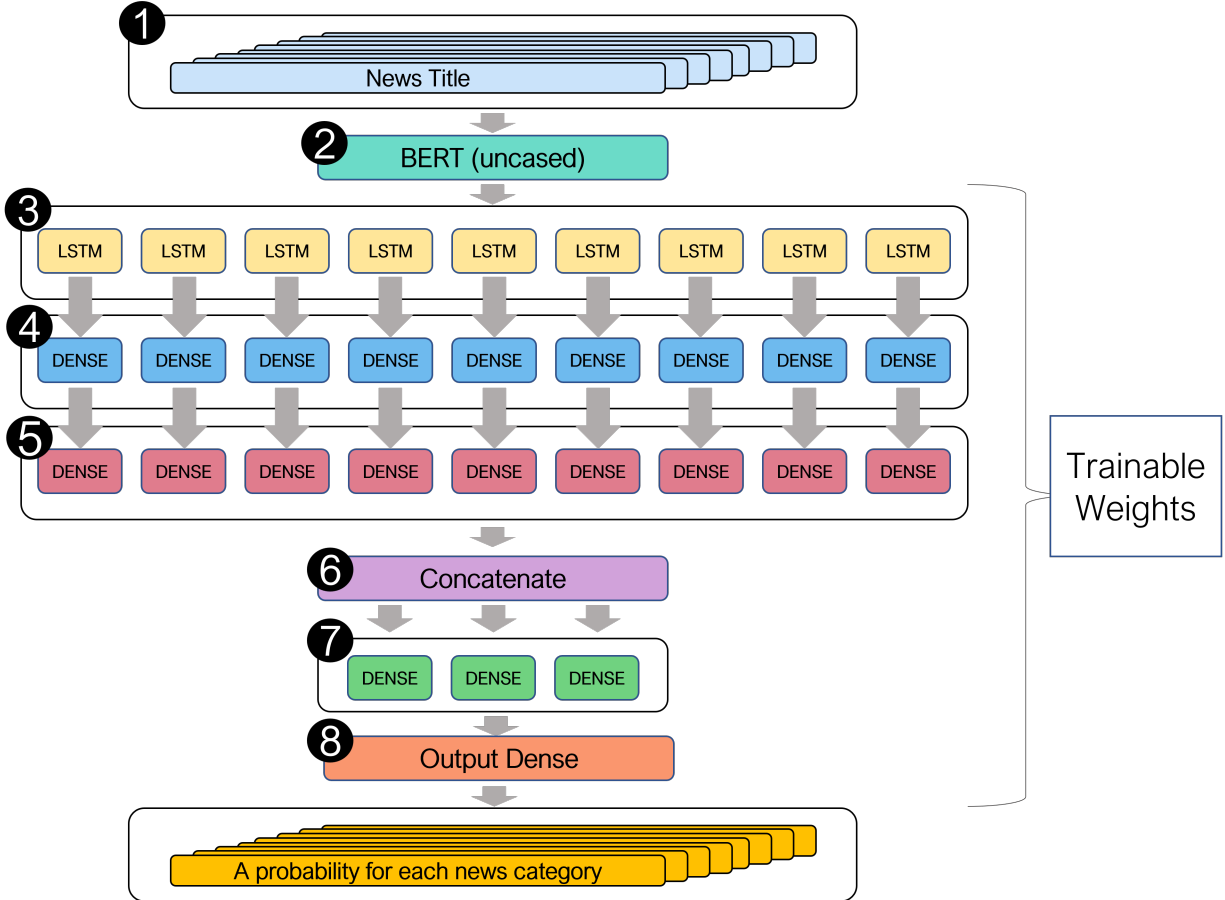 1
News Title
2
BERT (uncased)
3
LSTM LSTM LSTM LSTM LSTM LSTM LSTM LSTM LSTM
4
DENSE DENSE DENSE DENSE DENSE DENSE DENSE DENSE DENSE
5
DENSE DENSE DENSE DENSE DENSE DENSE DENSE DENSE DENSE
6
Concatenate
7
DENSE DENSE DENSE
8
Output Dense
A probability for each news category
Trainable
Weights